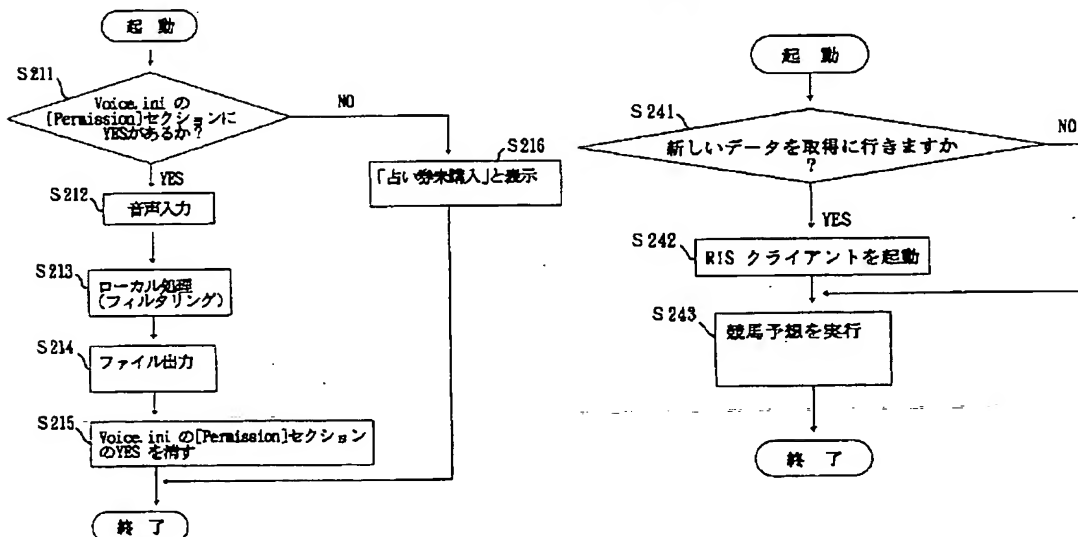 起動
S211
Voice.ini の
[Permission]セクションに
YESがあるか?
NO
YES
S216
「占い券未購入」と表示
S212
音声入力
S213
ローカル処理
(フィルタリング)
S214
ファイル出力
S215
Voice.ini の[Permission]セクション
のYES を消す
終了
起動
S241
新しいデータを取得に行きますか
?
NO
YES
S242
RIS クライアントを起動
S243
競馬予想を実行
終了